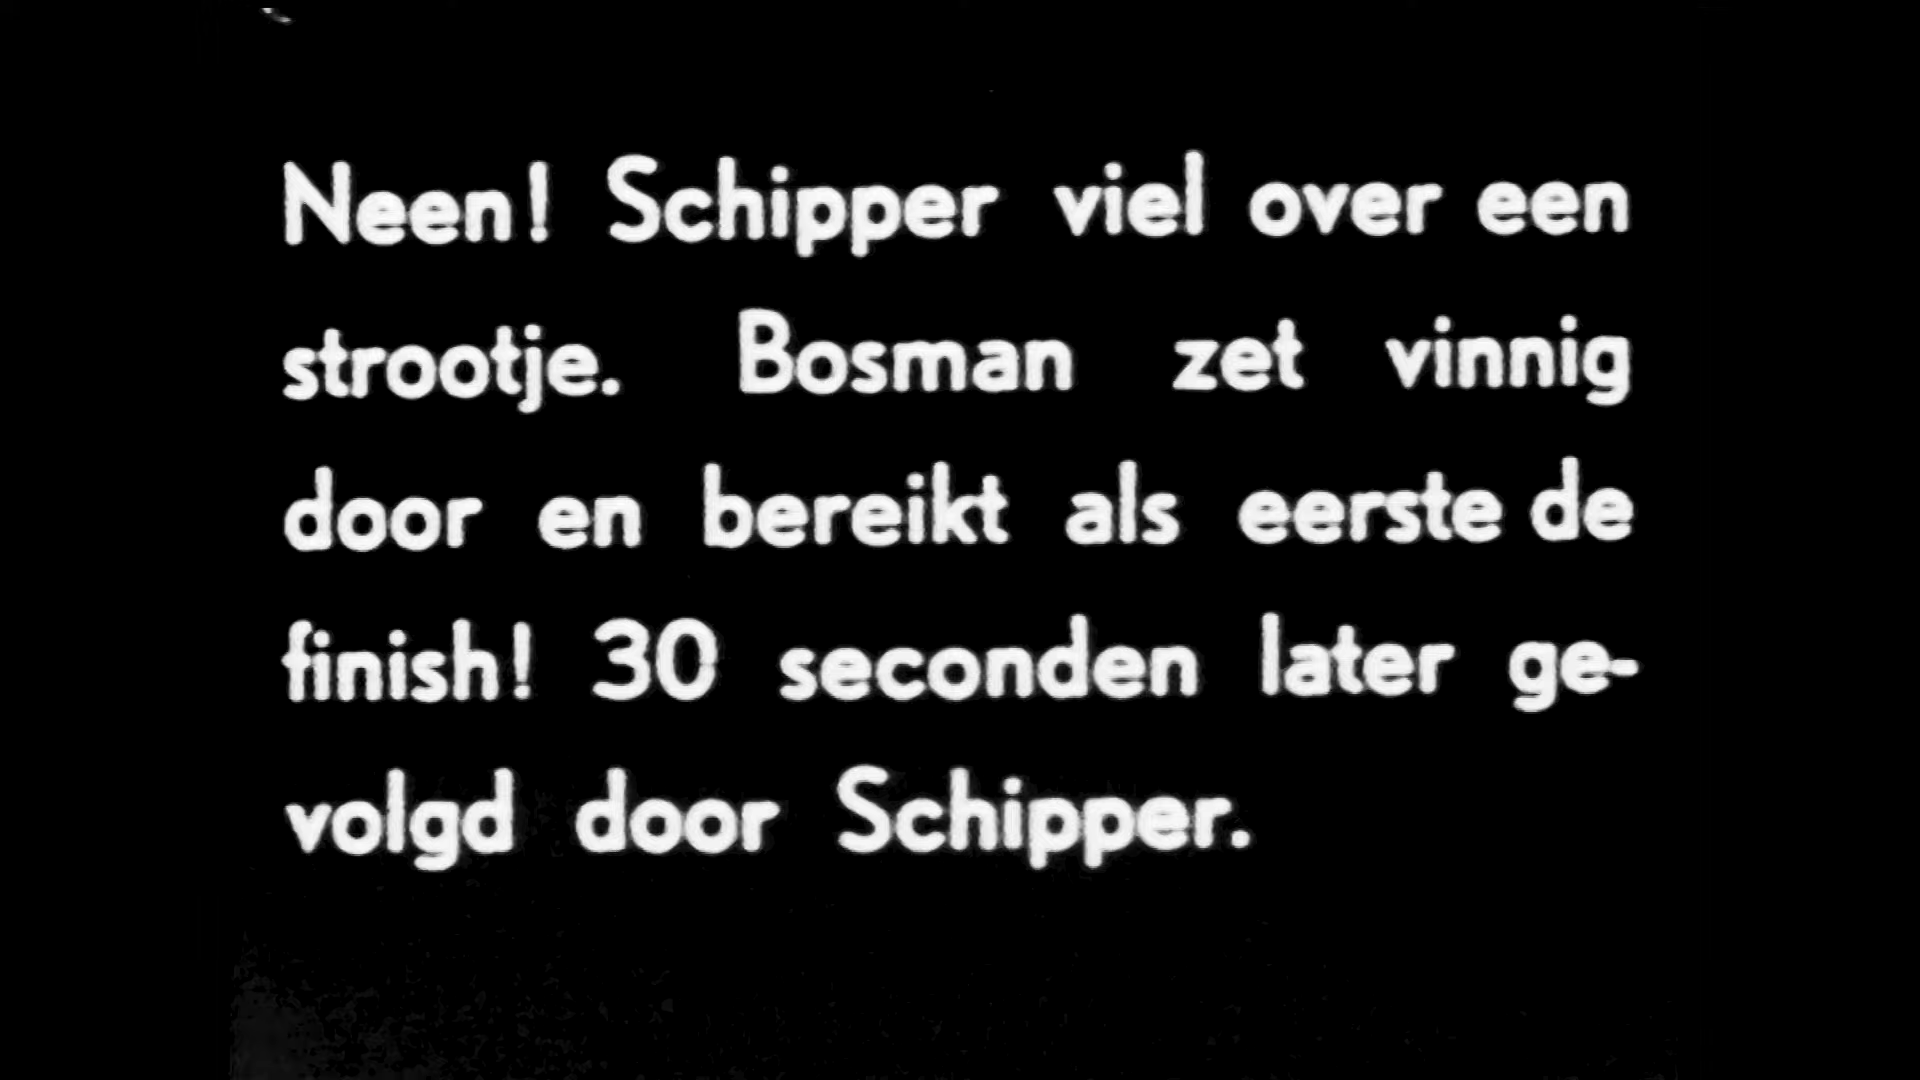 Neen! Schipper viel over een
strootje. Bosman zet vinnig
door en bereikt als eerste de
finish! 30 seconden later ge-
volgd door Schipper.